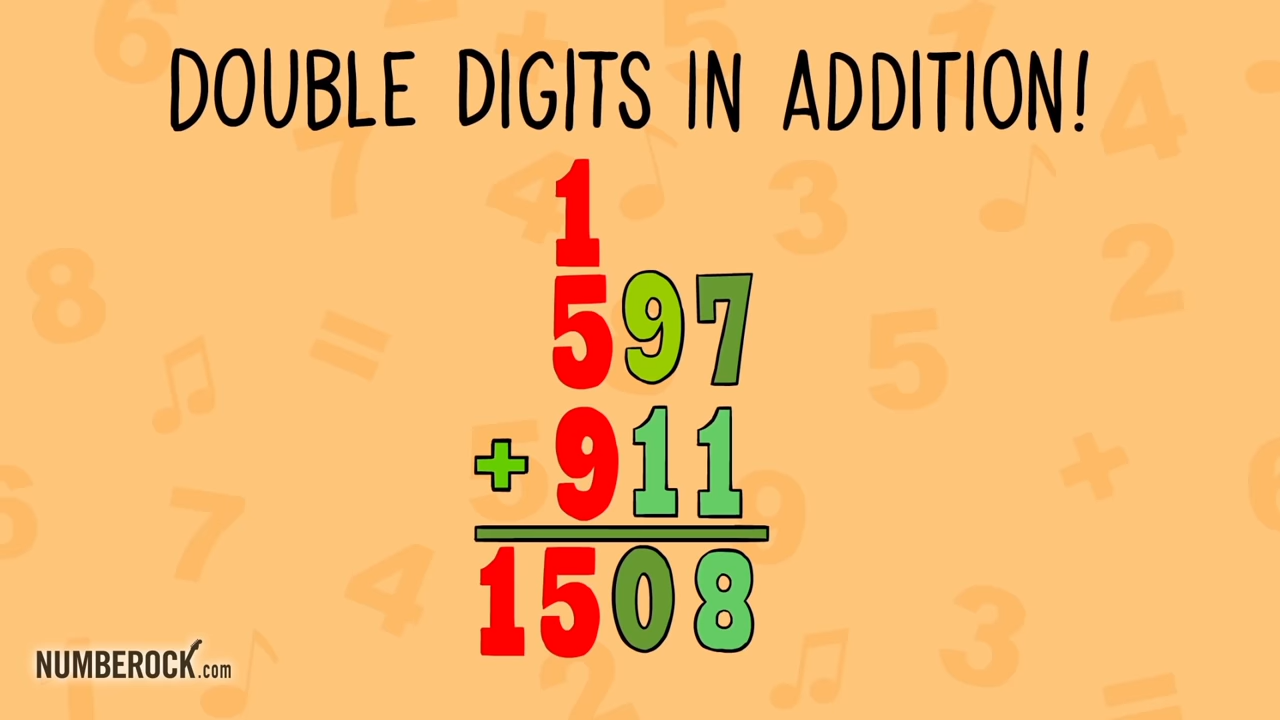 DOUBLE DIGITS IN ADDITION!
1
597
+ 911
1508
NUMBEROCK.com